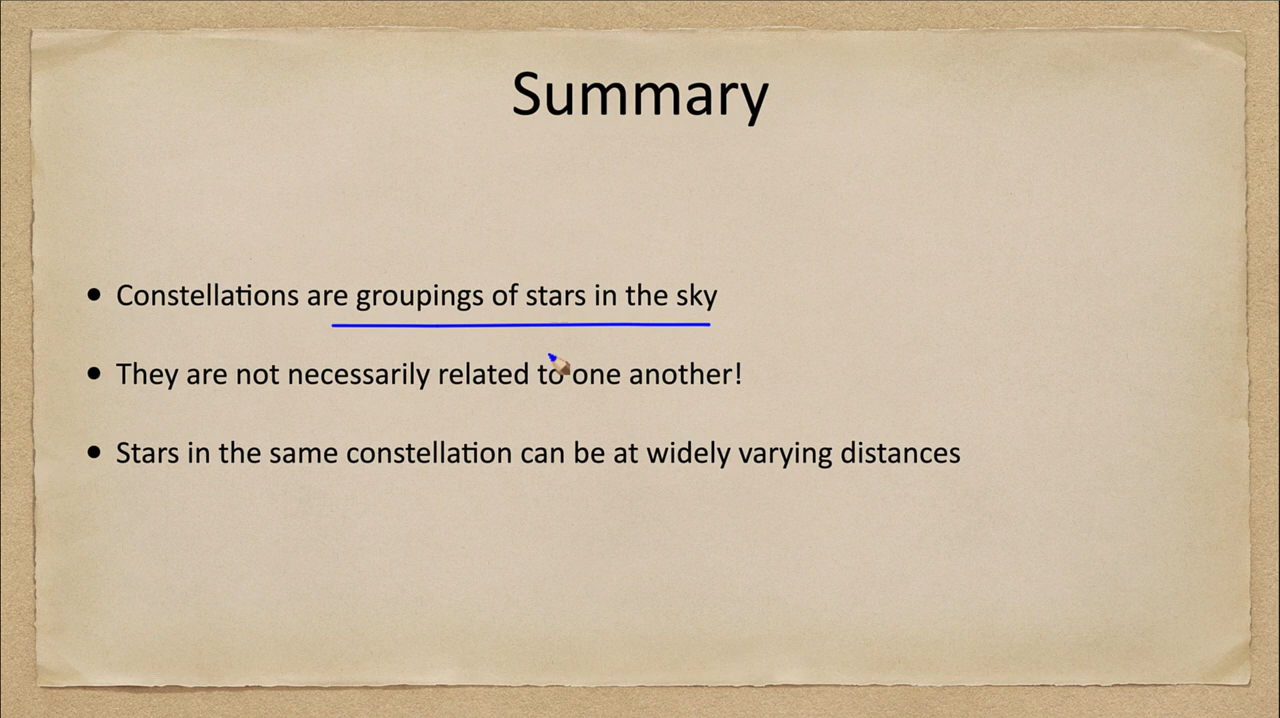 Summary
• Constellations are groupings of stars in the sky
• They are not necessarily related to one another!
• Stars in the same constellation can be at widely varying distances